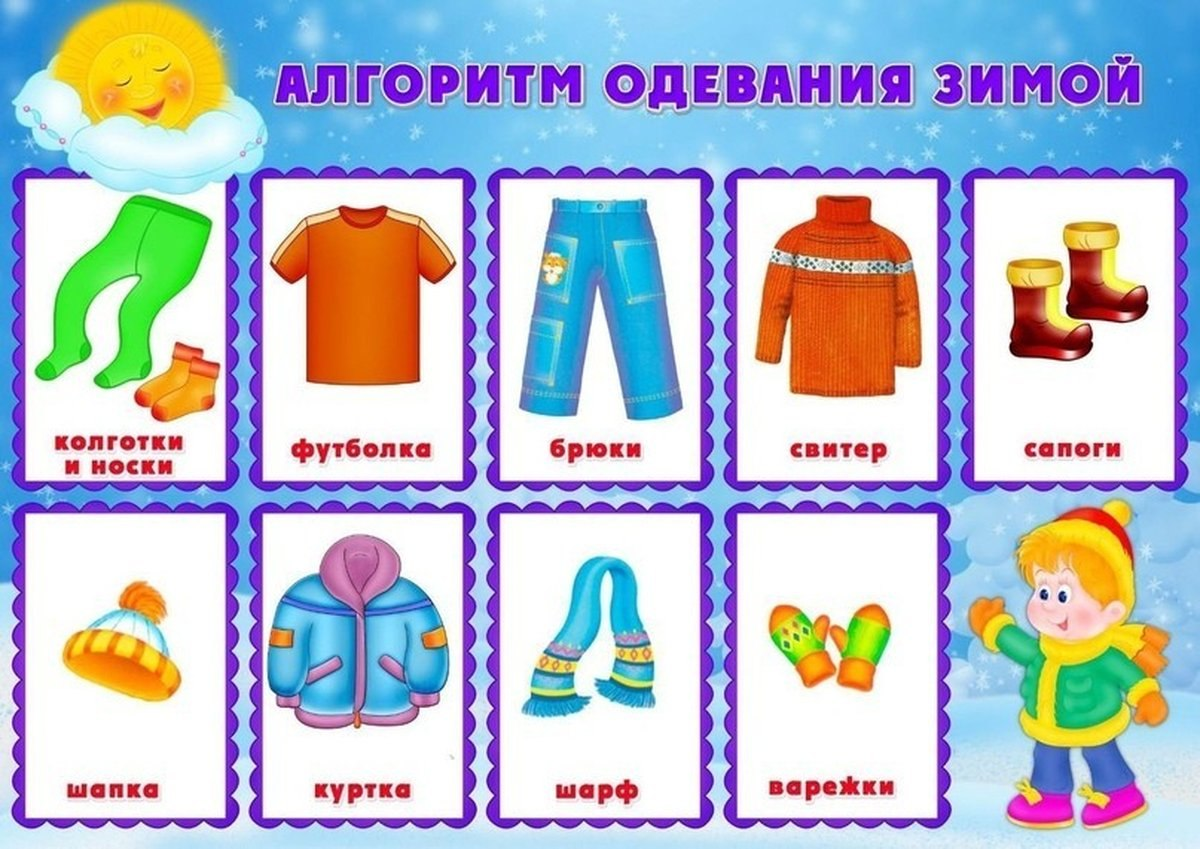 АЛГОРИТМ ОДЕВАНИЯ ЗИМОЙ
колготки
и носки
футболка
брюки
свитер
сапоги
шапка
куртка
шарф
варежки